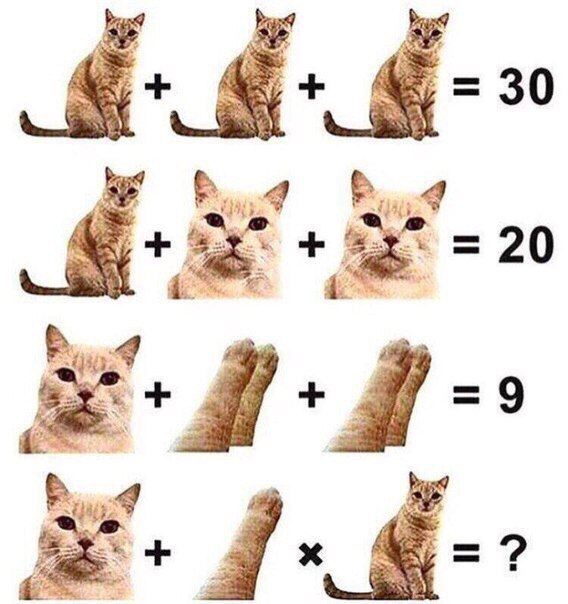 + + = 30
+ + = 20
+ + = 9
+ × = ?